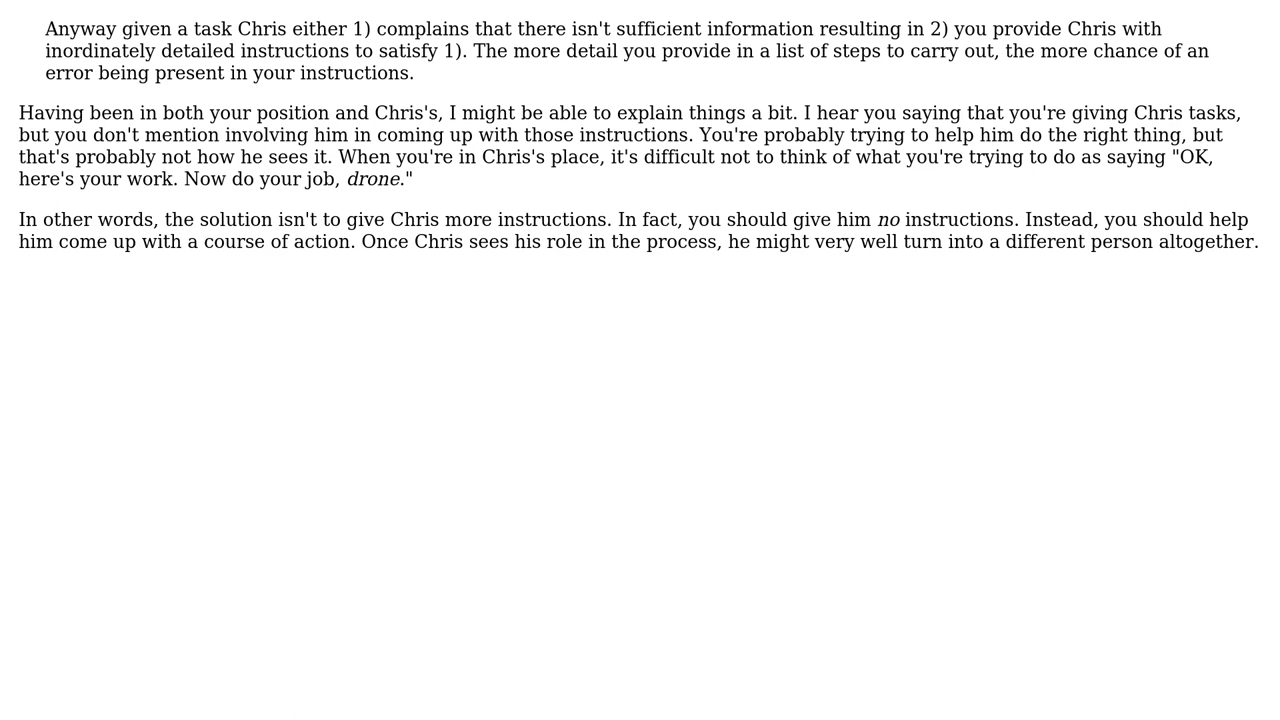 Anyway given a task Chris either 1) complains that there isn't sufficient information resulting in 2) you provide Chris with
inordinately detailed instructions to satisfy 1). The more detail you provide in a list of steps to carry out, the more chance of an
error being present in your instructions.
Having been in both your position and Chris's, I might be able to explain things a bit. I hear you saying that you're giving Chris tasks,
but you don't mention involving him in coming up with those instructions. You're probably trying to help him do the right thing, but
that's probably not how he sees it. When you're in Chris's place, it's difficult not to think of what you're trying to do as saying "OK,
here's your work. Now do your job, drone."
In other words, the solution isn't to give Chris more instructions. In fact, you should give him no instructions. Instead, you should help
him come up with a course of action. Once Chris sees his role in the process, he might very well turn into a different person altogether.